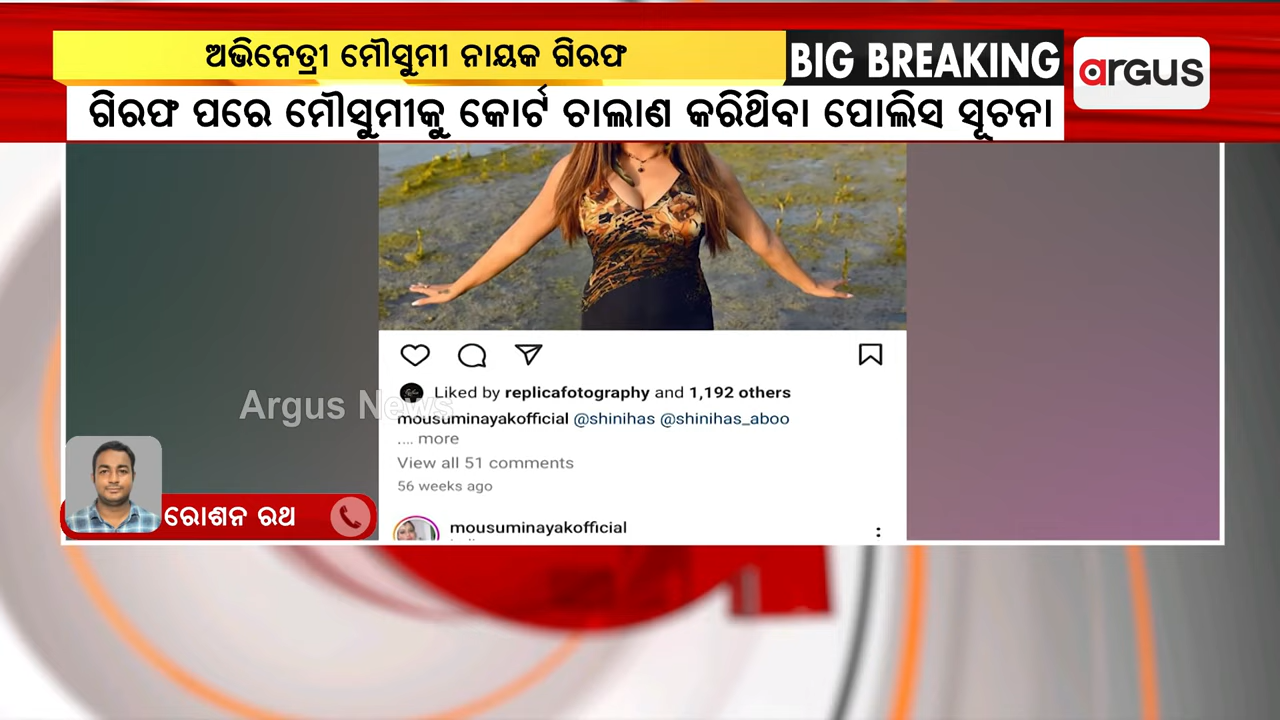 ଅଭିନେତ୍ରୀ ମୌସୁମୀ ନାୟକ ଗିରଫ
BIG BREAKING
argus
ଗିରଫ ପରେ ମୌସୁମୀକୁ କୋର୍ଟ ଚାଲାଣ କରିଥିବା ପୋଲିସ ସୂଚନା
Liked by replicafotography and 1,192 others
Argus News
mousuminayakofficial @shinihas @shinihas_aboo
.... more
View all 51 comments
56 weeks ago
ରୋଶନ ରଥ
mousuminayakofficial